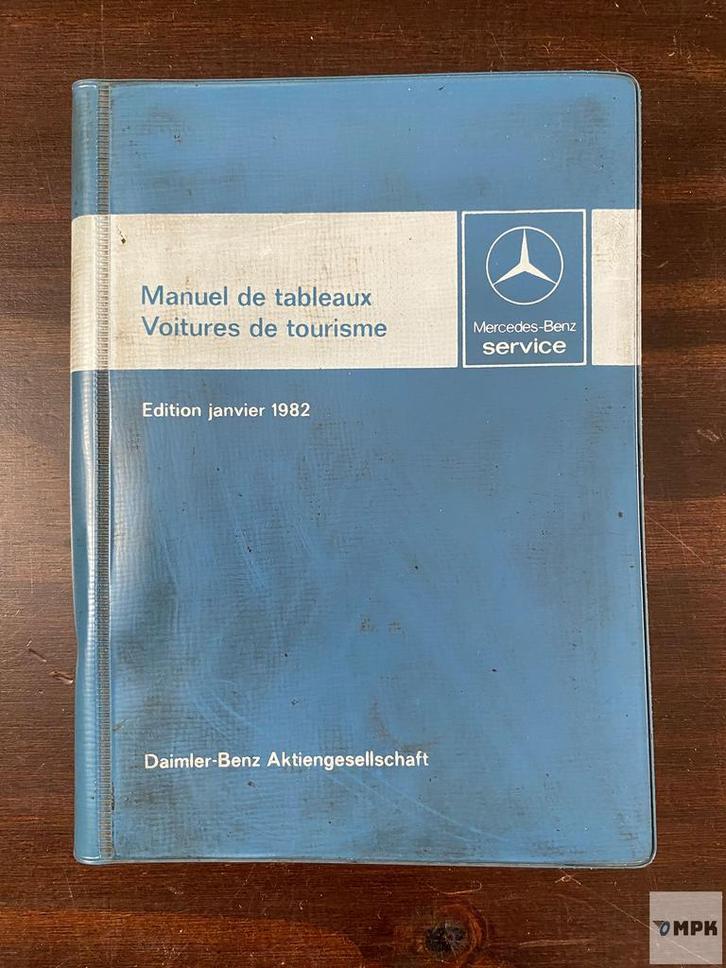 Manuel de tableaux
Voitures de tourisme
Mercedes-Benz
service
Edition janvier 1982
Daimler-Benz Aktiengesellschaft
MPK